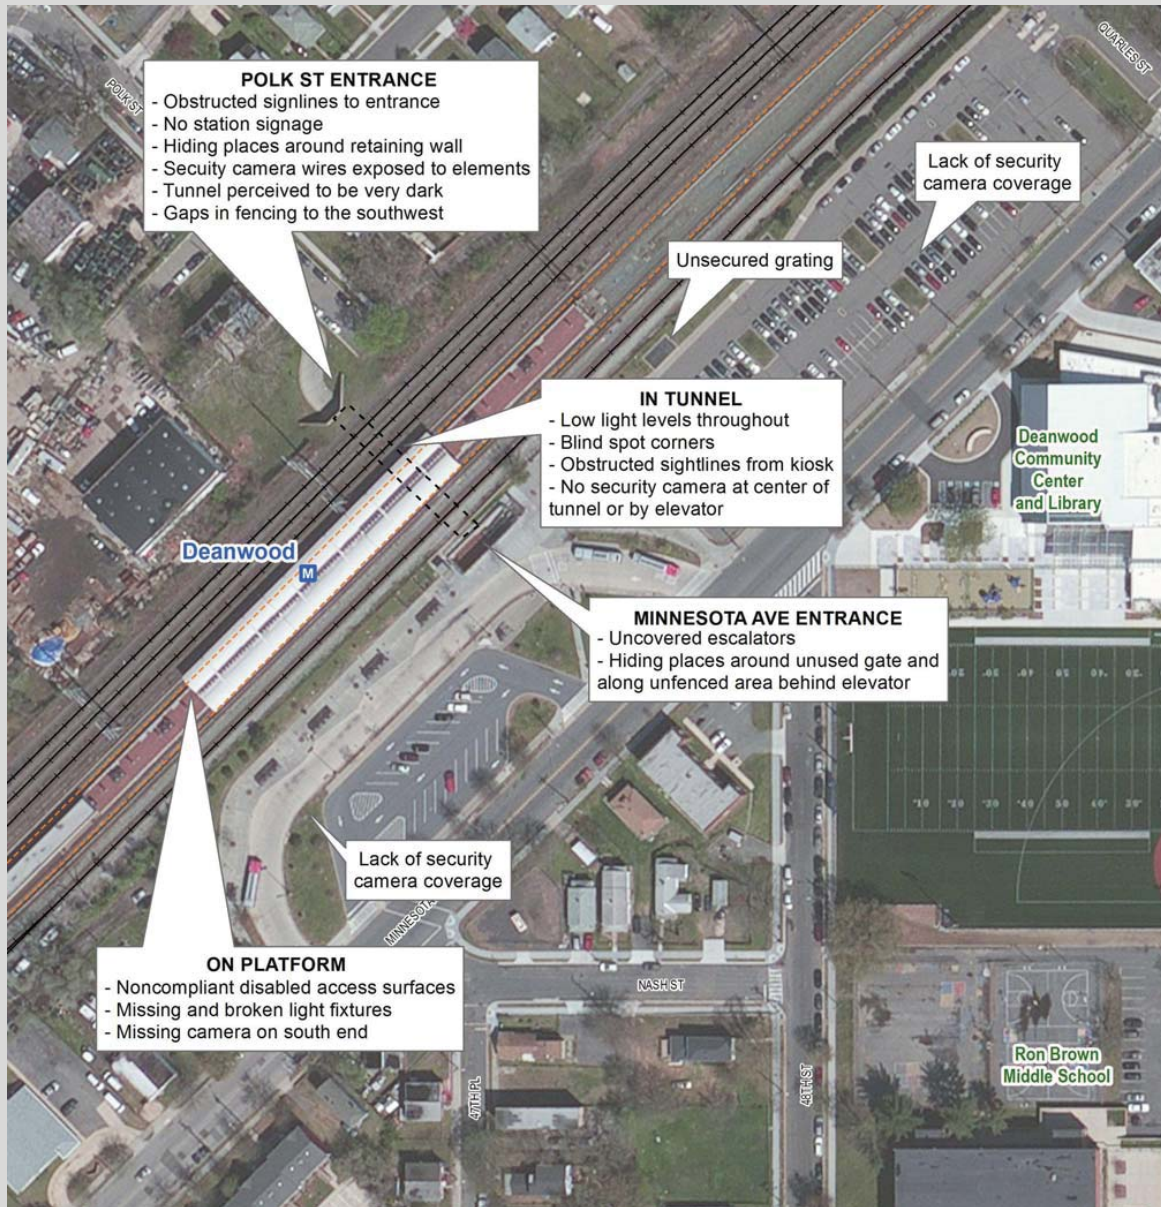 POLK ST
QUARLES ST
POLK ST ENTRANCE
- Obstructed signlines to entrance
- No station signage
- Hiding places around retaining wall
- Secuity camera wires exposed to elements
- Tunnel perceived to be very dark
- Gaps in fencing to the southwest
Lack of security
camera coverage
Unsecured grating
IN TUNNEL
- Low light levels throughout
- Blind spot corners
- Obstructed sightlines from kiosk
- No security camera at center of
tunnel or by elevator
Deanwood
Community
Center
and Library
Deanwood
M
MINNESOTA AVE ENTRANCE
- Uncovered escalators
- Hiding places around unused gate and
along unfenced area behind elevator
Lack of security
camera coverage
MINNESOTA
ON PLATFORM
- Noncompliant disabled access surfaces
- Missing and broken light fixtures
- Missing camera on south end
NASH ST
47TH PL
48TH ST
Ron Brown
Middle School